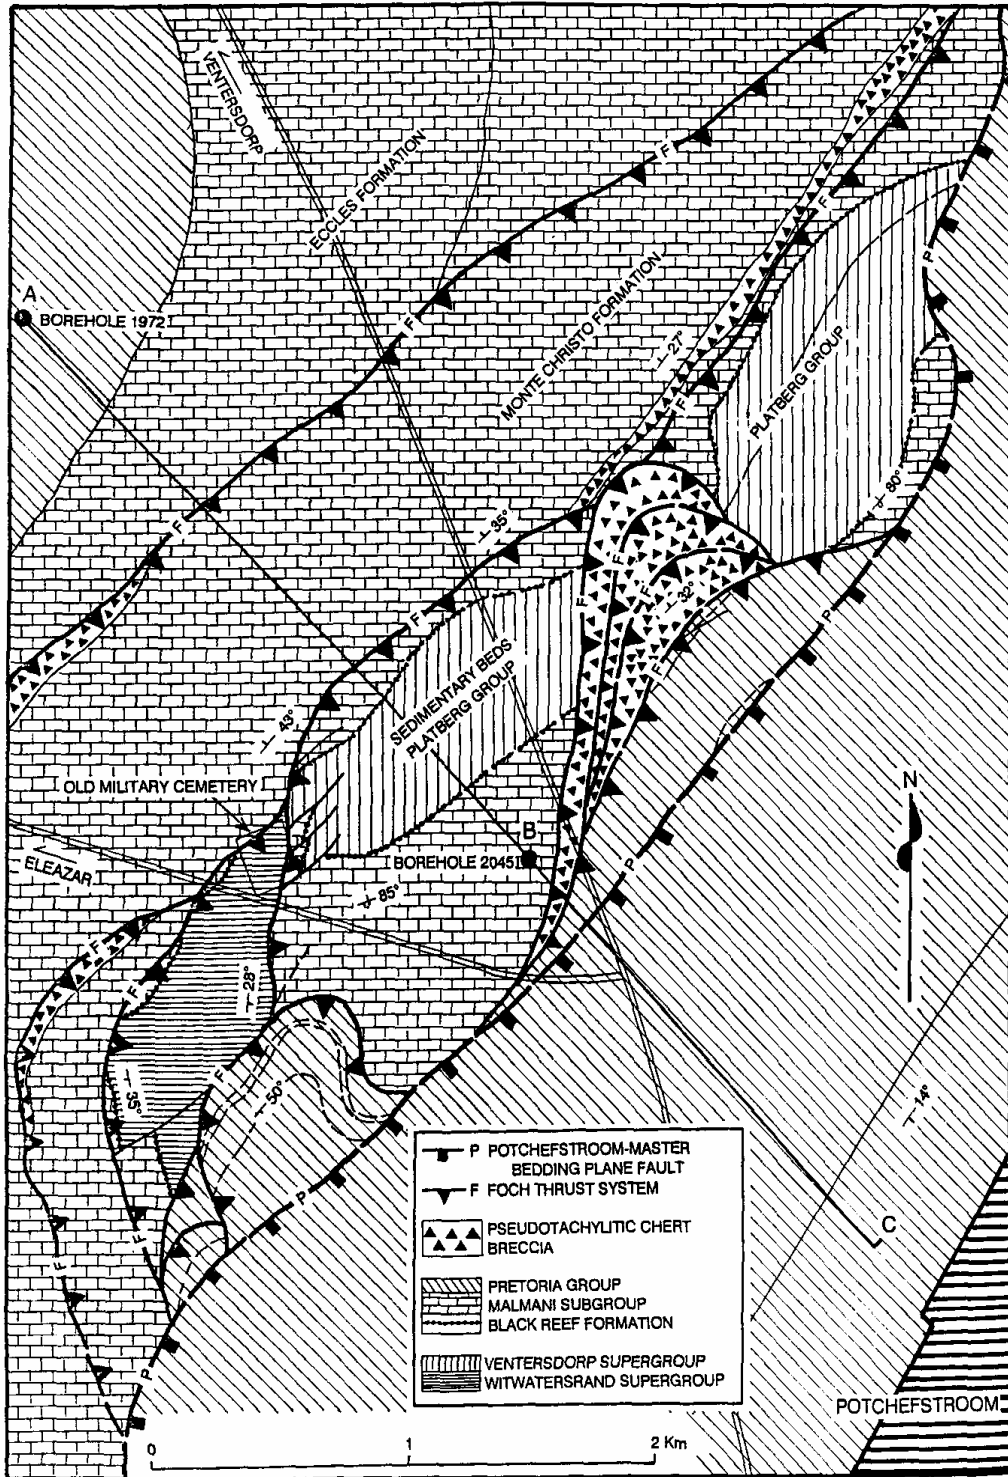 VENTERSDORP
ECCLES FORMATION
A
BOREHOLE 1972
F
F
F
F
F
MONTE CHRISTO FORMATION
27°
F
F
P
PLATBERG GROUP
80°
35°
F
F
F
F
32°
F
P
SEDIMENTARY BEDS
PLATBERG GROUP
43°
OLD MILITARY CEMETERY
N
B
BOREHOLE 2045
P
ELEAZAR
85°
F
F
28°
F
35°
50°
14°
P
F
F
P
C
P POTCHEFSTROOM-MASTER
BEDDING PLANE FAULT
F FOCH THRUST SYSTEM
PSEUDOTACHYLITIC CHERT
BRECCIA
PRETORIA GROUP
MALMANI SUBGROUP
BLACK REEF FORMATION
VENTERSDORP SUPERGROUP
WITWATERSRAND SUPERGROUP
POTCHEFSTROOM
0 1 2 Km